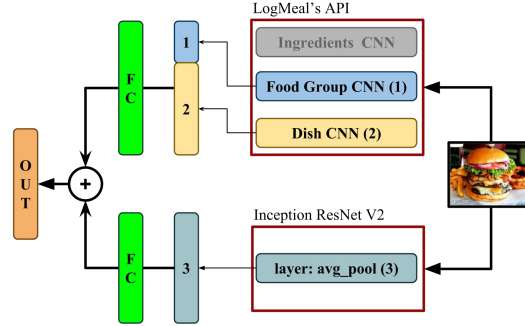 LogMeal's API
Ingredients CNN
Food Group CNN (1)
Dish CNN (2)
1
2
F
C
O
U
T
+
Inception ResNet V2
layer: avg_pool (3)
3
F
C